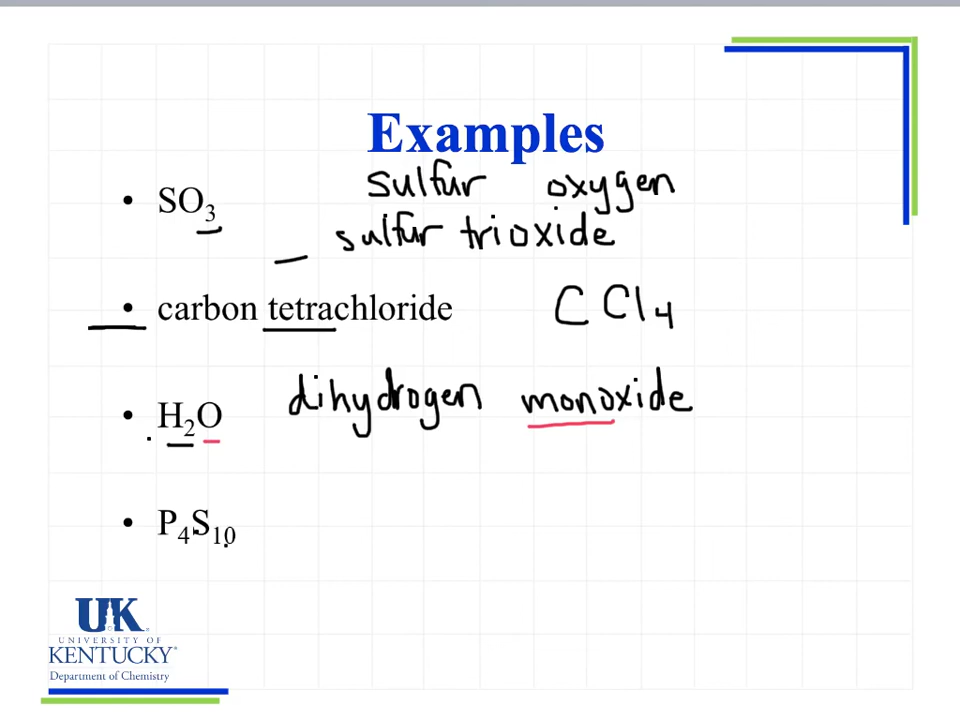 Examples
• SO₃ sulfur oxygen
sulfur trioxide
• carbon tetrachloride CCl₄
• H₂O dihydrogen monoxide
• P₄S₁₀
UK
UNIVERSITY OF
KENTUCKY
Department of Chemistry